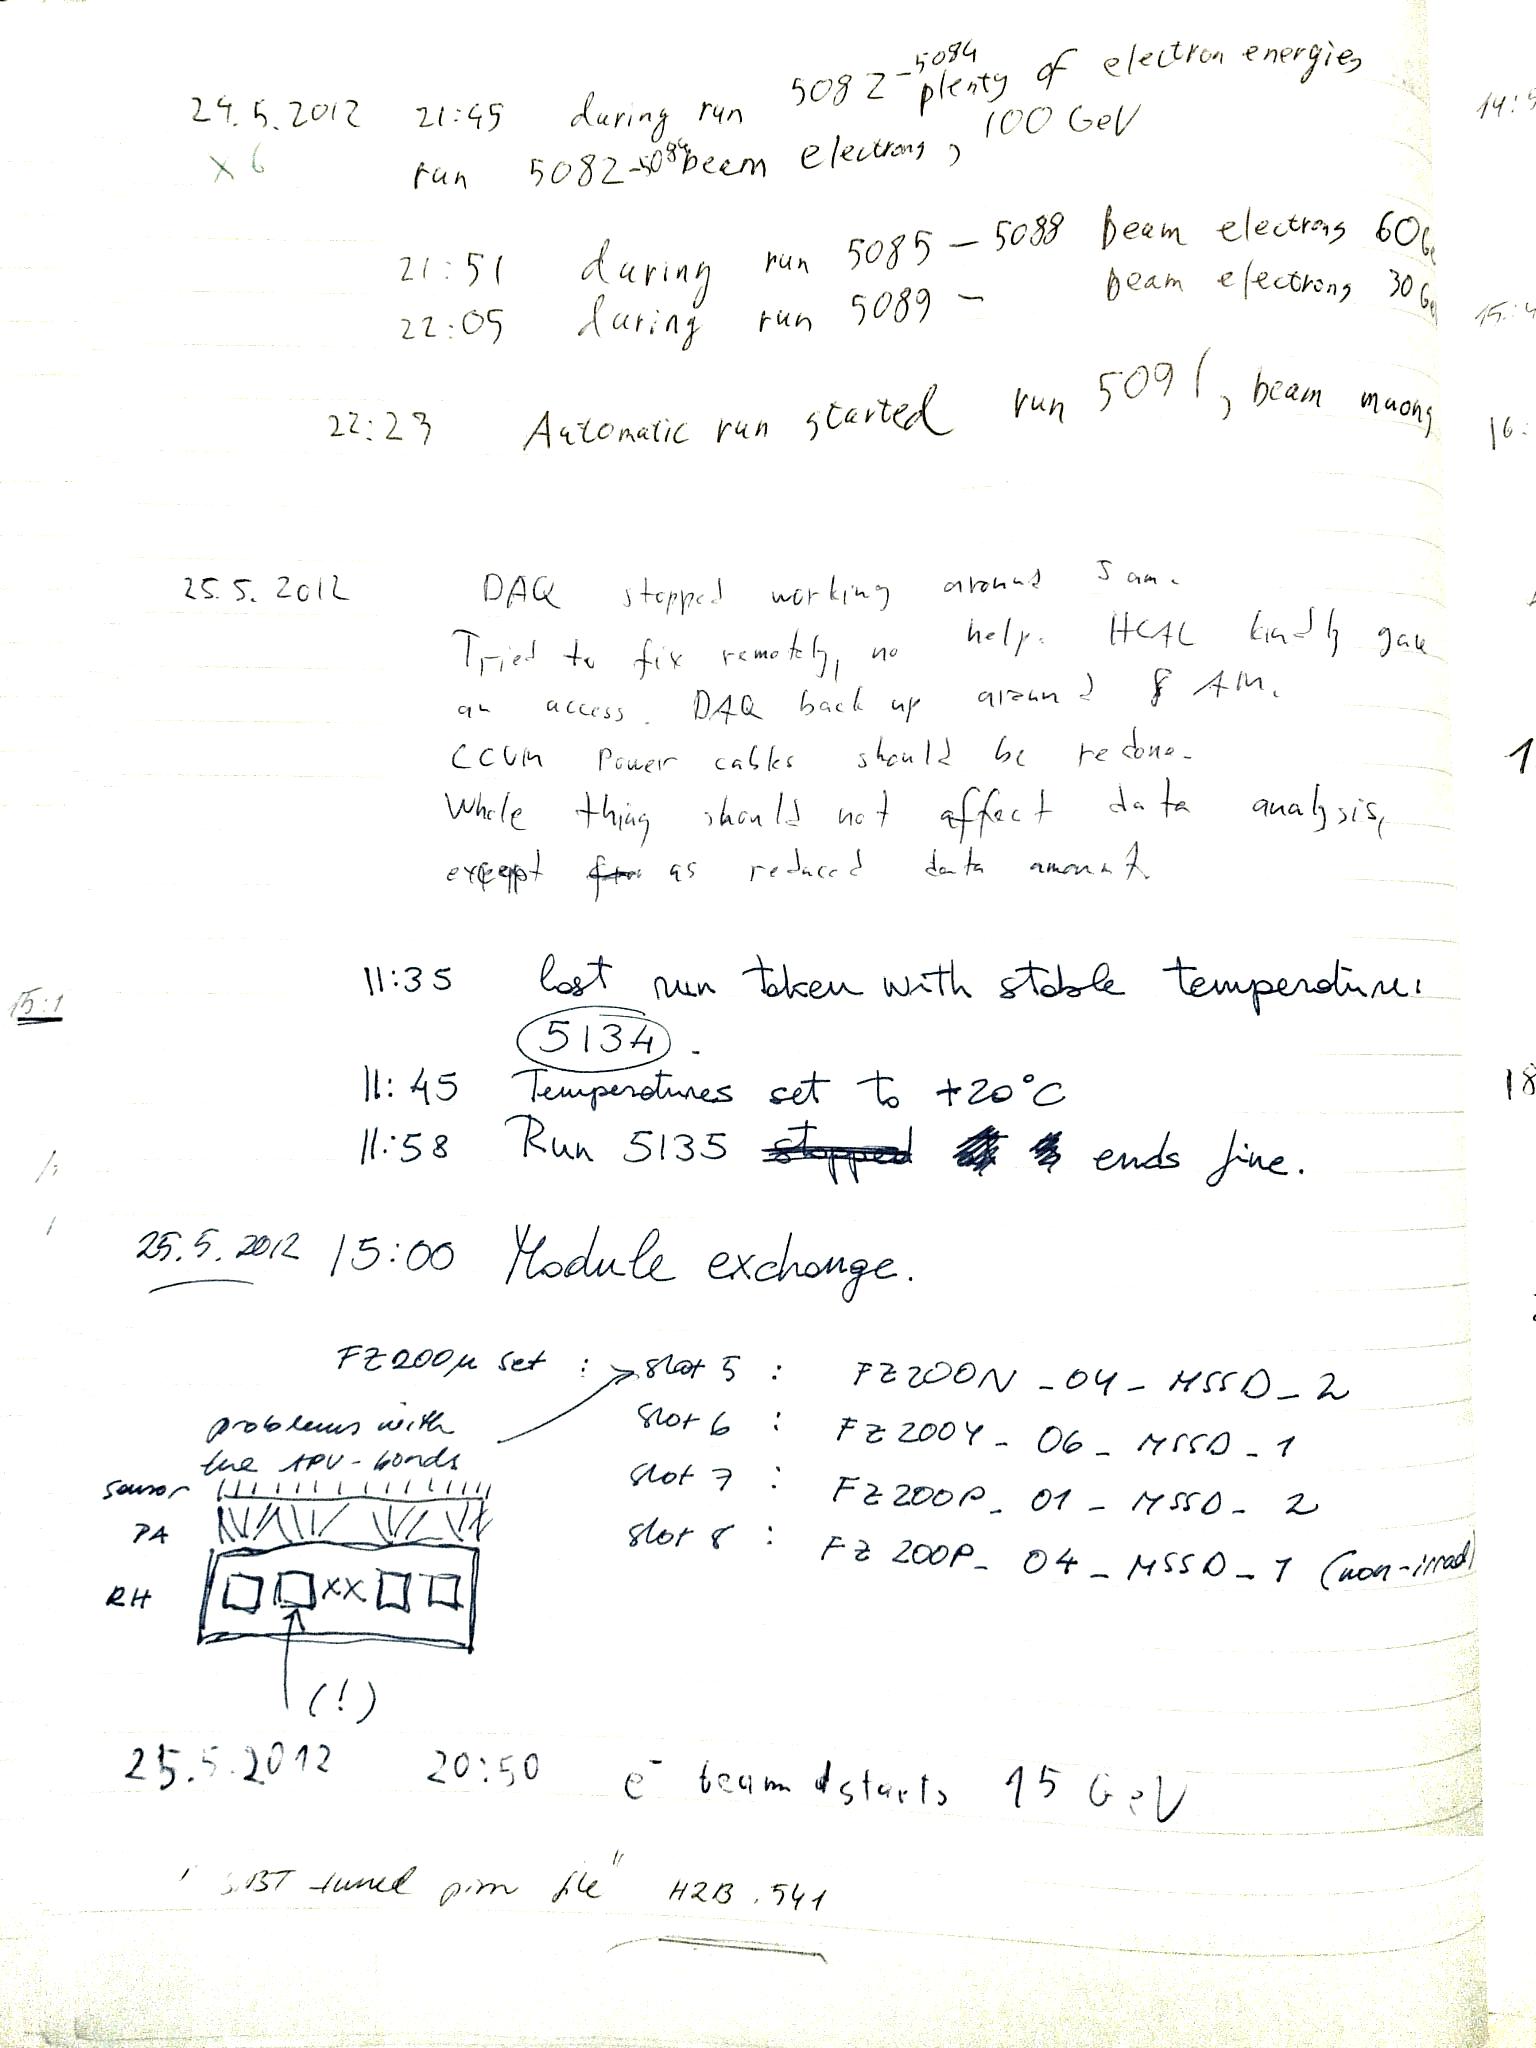 24.5.2012 21:45 during run 5082-5084 plenty of electron energies
x 6 run 5082-5084 beam electrons, 100 GeV
21:51 during run 5085 - 5088 beam electrons 60 Ge
22:05 during run 5089 - beam electrons 30 Ge
22:23 Automatic run started run 5091, beam muons
25.5.2012 DAQ stopped working around 5 am.
Tried to fix remotely, no help. HCAL kindly gave
an access. DAQ back up around 8 AM.
CCUM Power cables should be redone.
Whole thing should not affect data analysis,
except as reduced data amount.
11:35 last run taken with stable temperature:
5134.
11:45 Temperatures set to +20°C
11:58 Run 5135 stopped ends fine.
25.5.2012 15:00 Module exchange.
FZ200μ set : slot 5 : FZ200N_04_MSSD_2
problems with slot 6 : FZ200Y_06_MSSD_1
the APV-bonds slot 7 : FZ200P_01_MSSD_2
sensor
PA slot 8 : FZ200P_04_MSSD_1 (non-irrad)
RH xx
(!)
25.5.2012 20:50 e⁻ beam starts 15 GeV
tuned file" H2B.541
14:5
15:4
16:
18
15:1